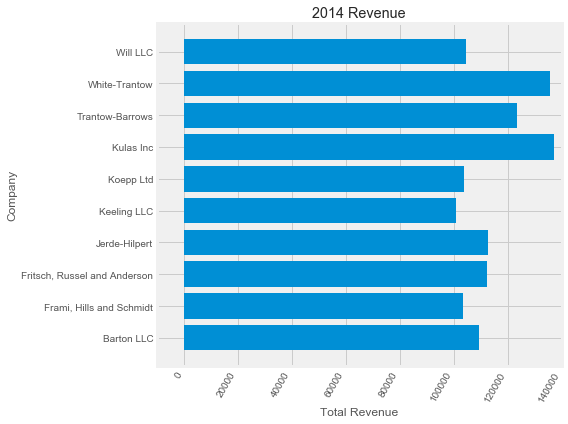 2014 Revenue
Company
Will LLC
White-Trantow
Trantow-Barrows
Kulas Inc
Koepp Ltd
Keeling LLC
Jerde-Hilpert
Fritsch, Russel and Anderson
Frami, Hills and Schmidt
Barton LLC
0 20000 40000 60000 80000 100000 120000 140000
Total Revenue